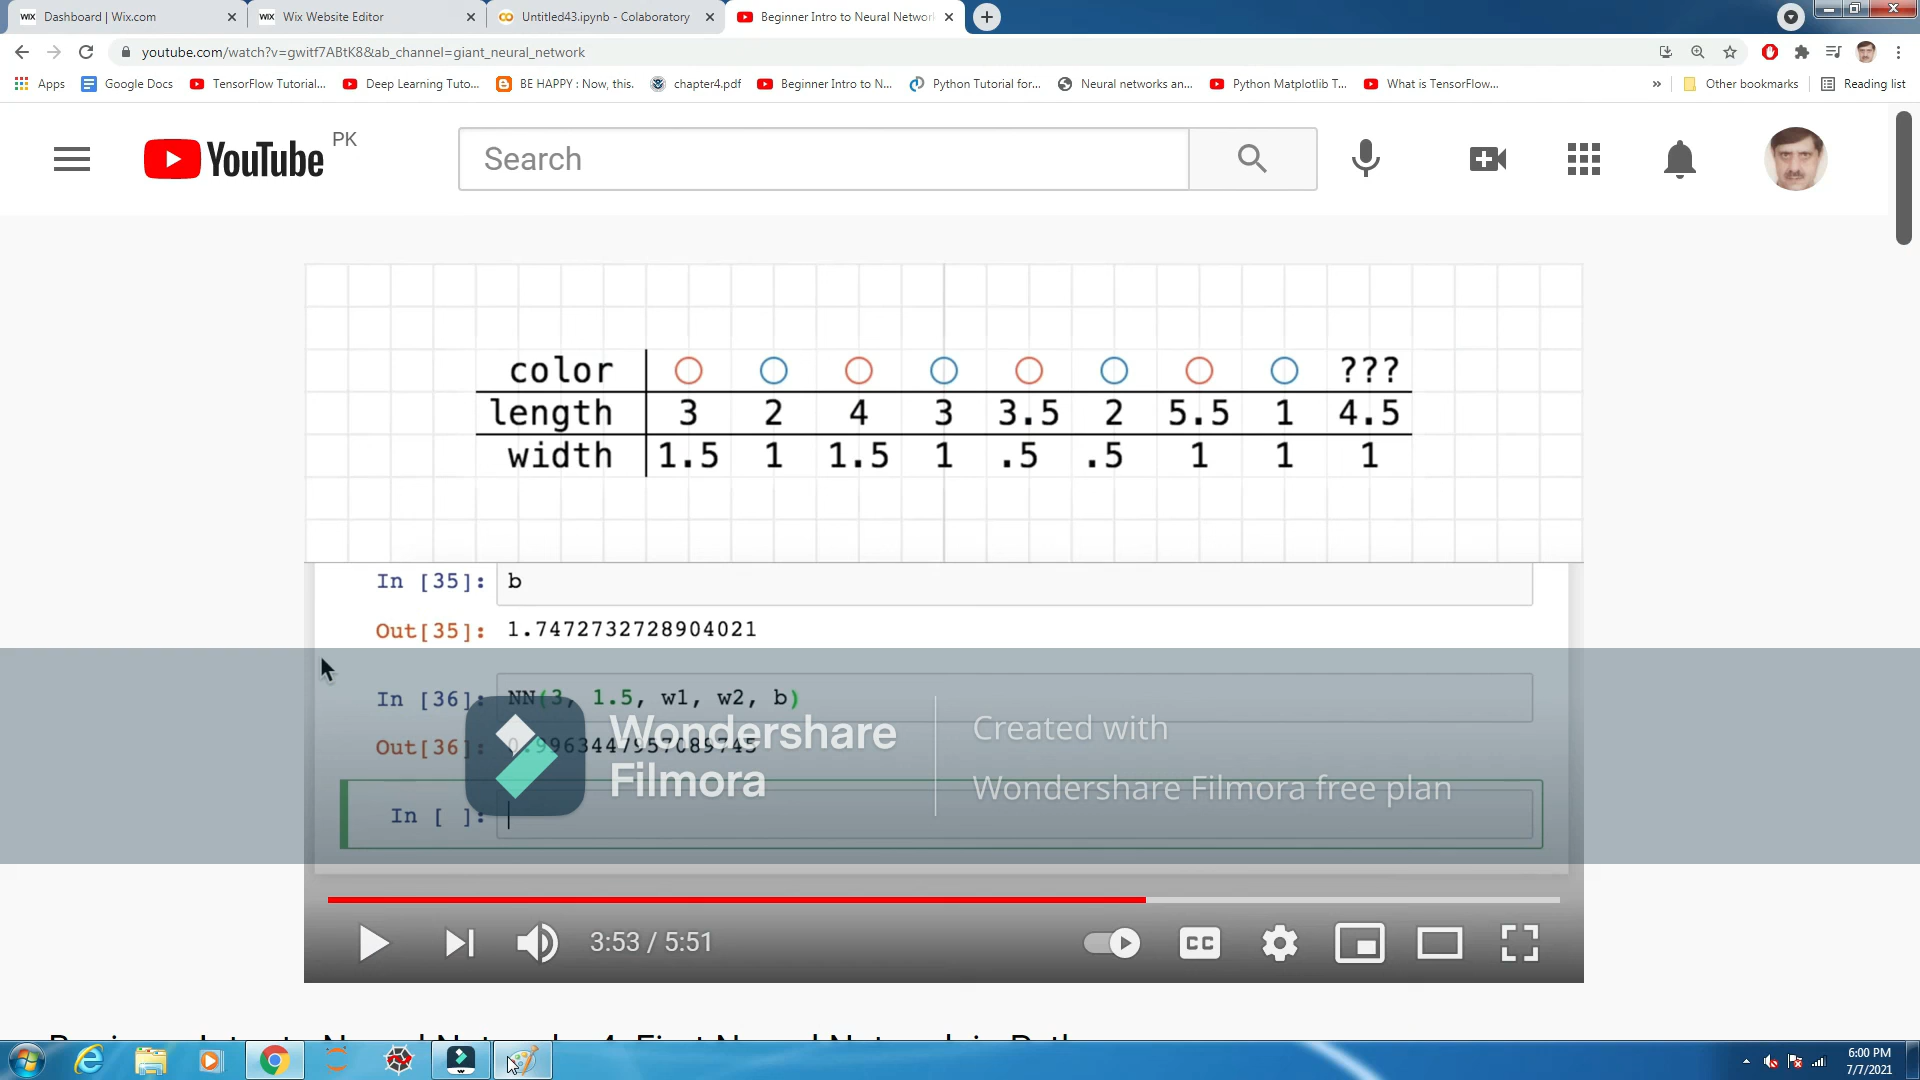 Dashboard | Wix.com
Wix Website Editor
Untitled43.ipynb - Colaboratory
Beginner Intro to Neural Networ
youtube.com/watch?v=gwitf7ABtK8&ab_channel=giant_neural_network
Apps Google Docs TensorFlow Tutorial... Deep Learning Tuto... BE HAPPY : Now, this. chapter4.pdf Beginner Intro to N... Python Tutorial for... Neural networks an... Python Matplotlib T... What is TensorFlow... » Other bookmarks Reading list
YouTube PK
Search
color ???
length 3 2 4 3 3.5 2 5.5 1 4.5
width 1.5 1 1.5 1 .5 .5 1 1 1
In [35]: b
Out[35]: 1.7472732728904021
In [36]: NN(3, 1.5, w1, w2, b)
Out[36]: 0.9963447957089745
In [ ]:
Wondershare
Filmora
Created with
Wondershare Filmora free plan
3:53 / 5:51
CC
6:00 PM
7/7/2021